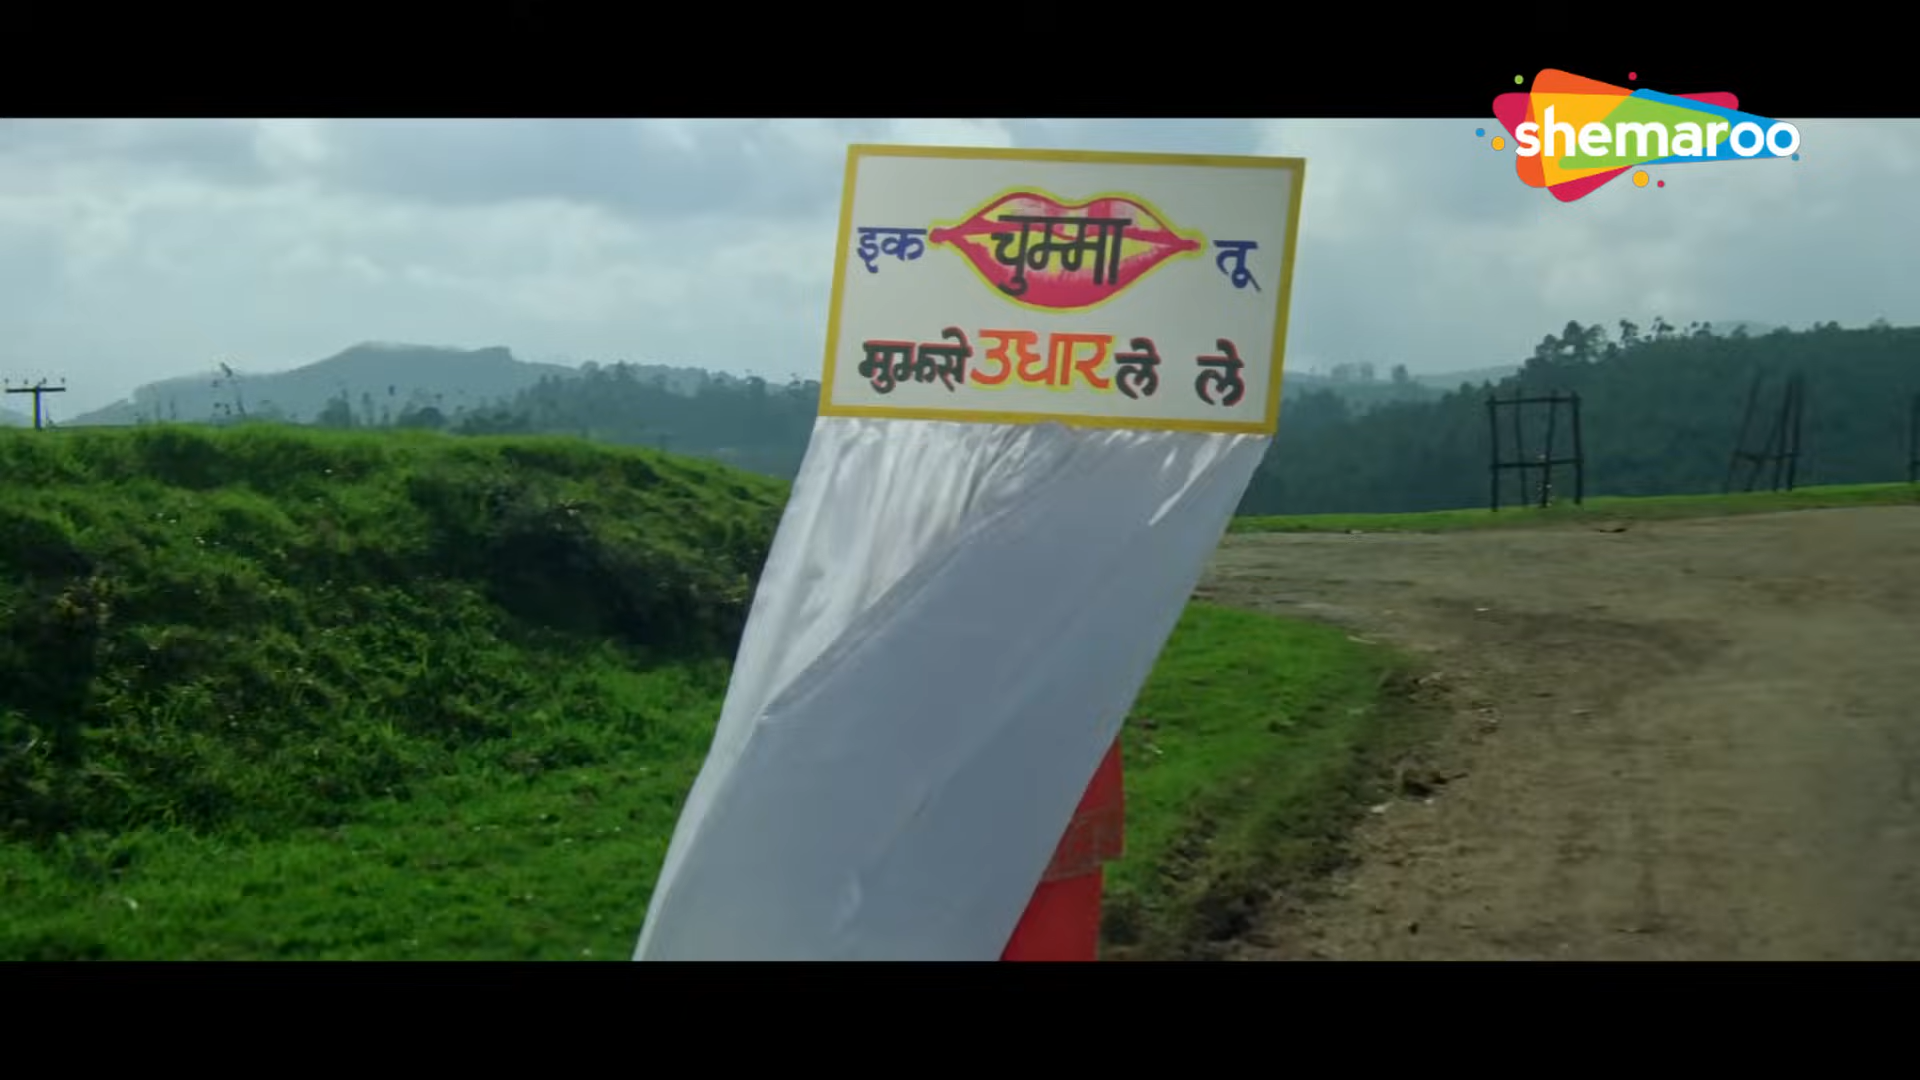 shemaroo
इक चुम्मा तू
मुझसे उधार ले ले